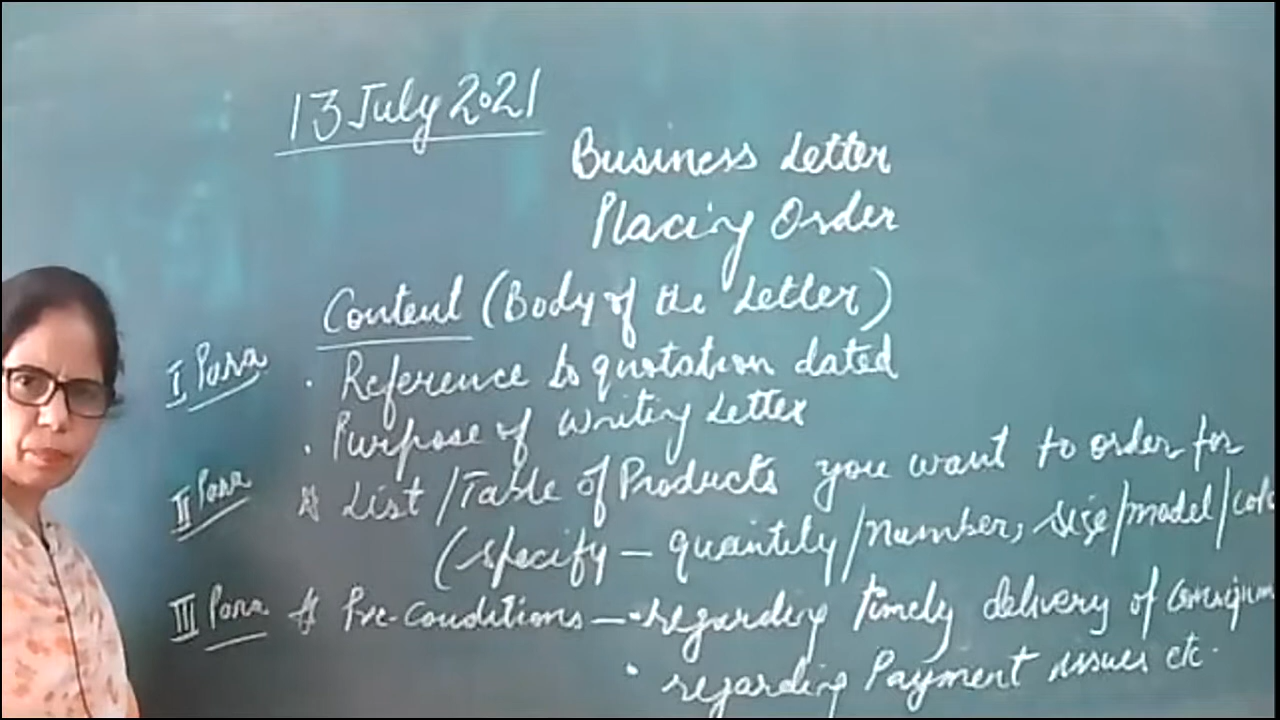 13 July 2021
Business Letter
Placing Order
Content (Body of the Letter)
I Para · Reference to quotation dated
· Purpose of writing Letter
II Para List / Table of Products you want to order for
(specify – quantity / Number, size / model /
III Para Pre-Conditions – · regarding timely delivery of
· regarding Payment issues etc.